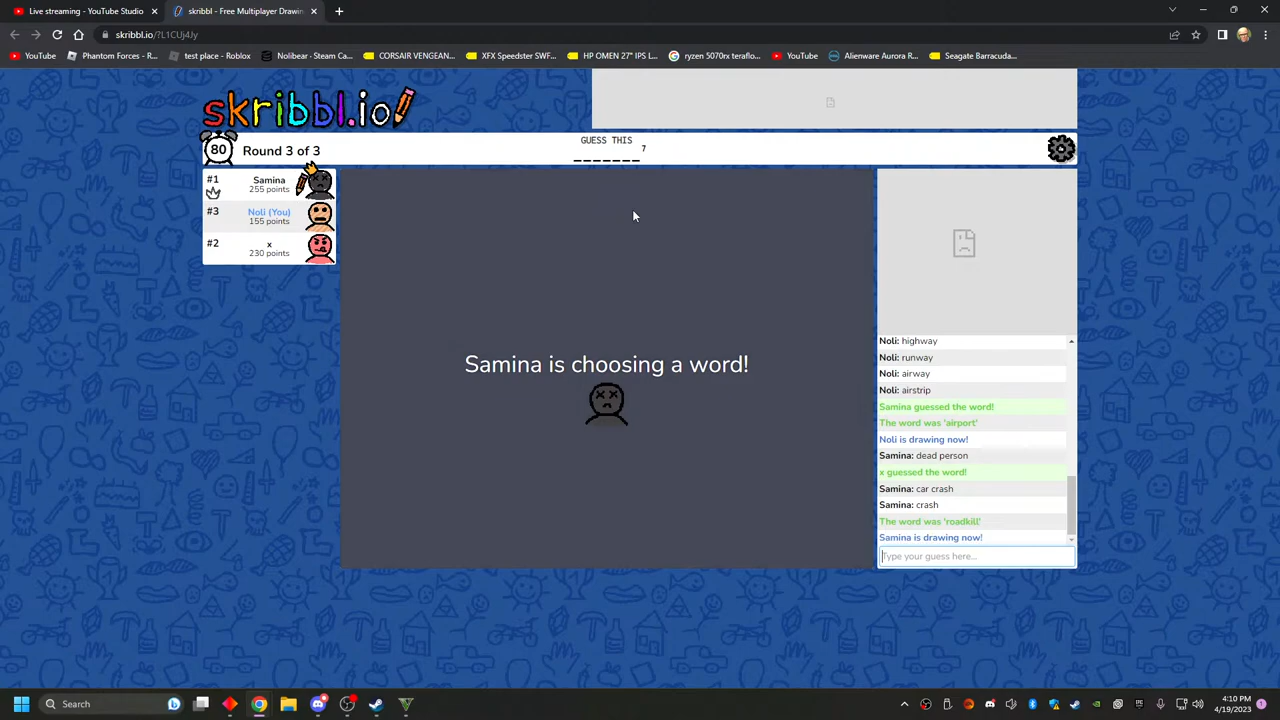 Live streaming - YouTube Studio
skribbl - Free Multiplayer Drawin
skribbl.io/?L1CUj4Jy
YouTube
Phantom Forces - R...
test place - Roblox
Nolibear - Steam Ca...
CORSAIR VENGEAN...
XFX Speedster SWF...
HP OMEN 27" IPS L...
ryzen 5070rx teraflo...
YouTube
Alienware Aurora R...
Seagate Barracuda...
skribbl.io
80
Round 3 of 3
GUESS THIS
_______ 7
#1
Samina
255 points
#3
Noli (You)
155 points
#2
x
230 points
Samina is choosing a word!
Noli: highway
Noli: runway
Noli: airway
Noli: airstrip
Samina guessed the word!
The word was 'airport'
Noli is drawing now!
Samina: dead person
x guessed the word!
Samina: car crash
Samina: crash
The word was 'roadkill'
Samina is drawing now!
Type your guess here...
Search
4:10 PM
4/19/2023